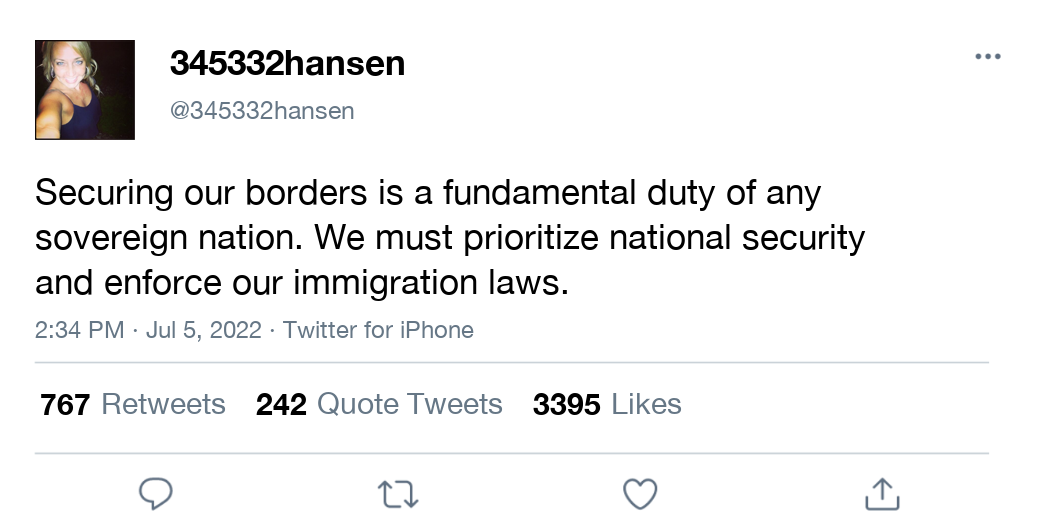 345332hansen
@345332hansen
Securing our borders is a fundamental duty of any
sovereign nation. We must prioritize national security
and enforce our immigration laws.
2:34 PM · Jul 5, 2022 · Twitter for iPhone
767 Retweets 242 Quote Tweets 3395 Likes